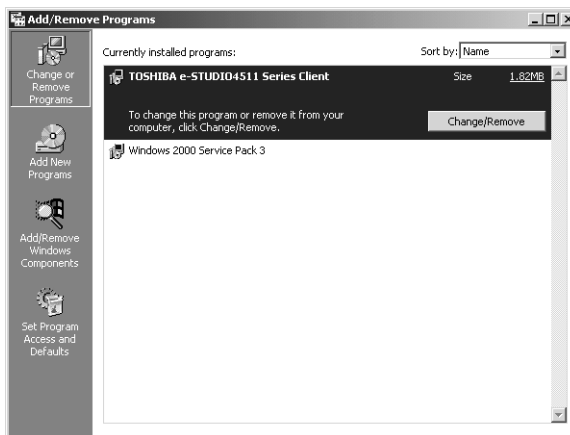 Add/Remove Programs
Change or
Remove
Programs
Add New
Programs
Add/Remove
Windows
Components
Set Program
Access and
Defaults
Currently installed programs:
Sort by: Name
TOSHIBA e-STUDIO4511 Series Client
Size 1.82MB
To change this program or remove it from your
computer, click Change/Remove.
Change/Remove
Windows 2000 Service Pack 3